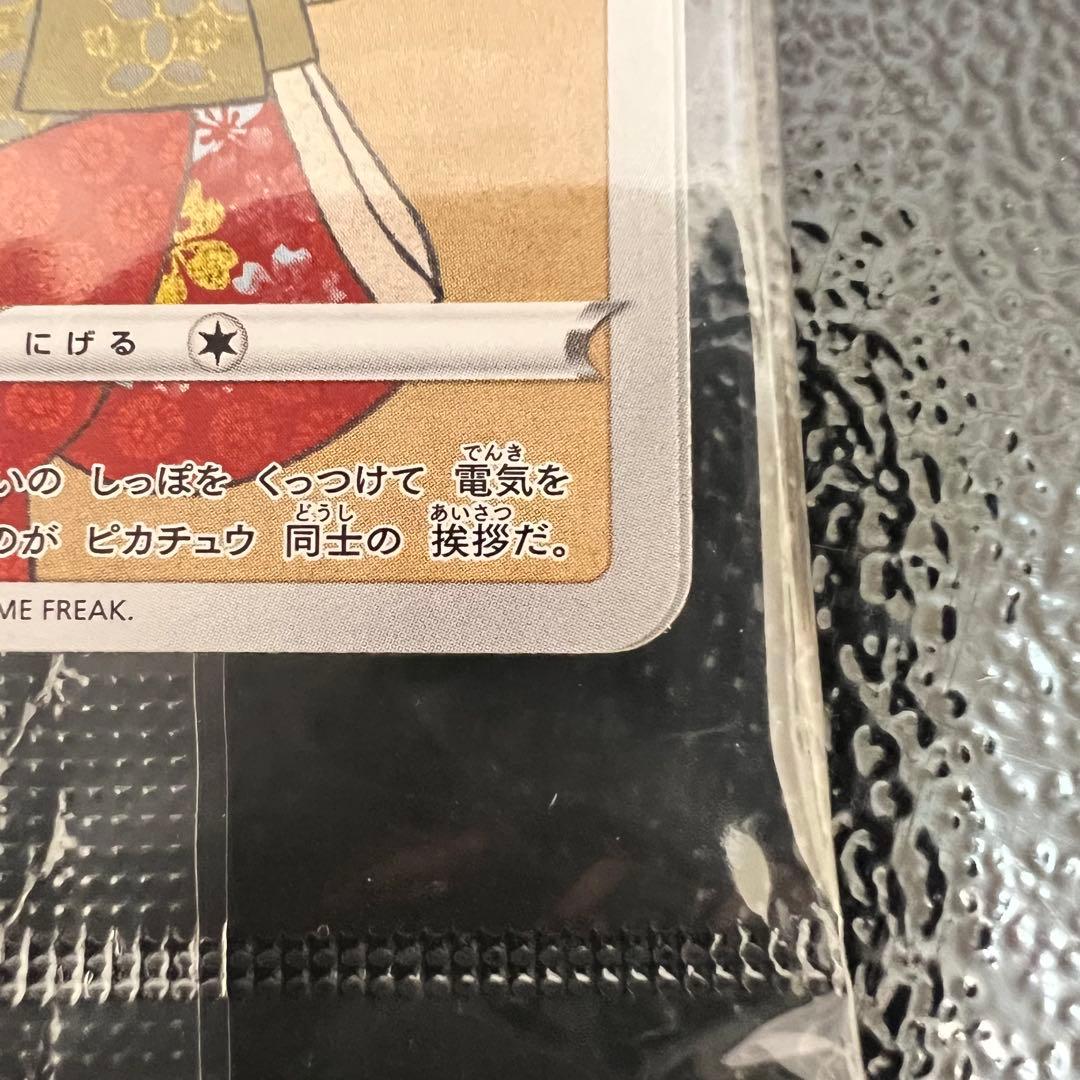 にげる
いの しっぽを くっつけて 電気を
でんき
のが ピカチュウ 同士の 挨拶だ。
どうし あいさつ
ME FREAK.